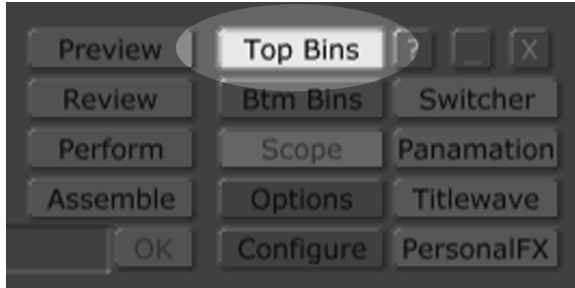 Preview Top Bins ? _ X
Review Btm Bins Switcher
Perform Scope Panamation
Assemble Options Titlewave
OK Configure PersonalFX